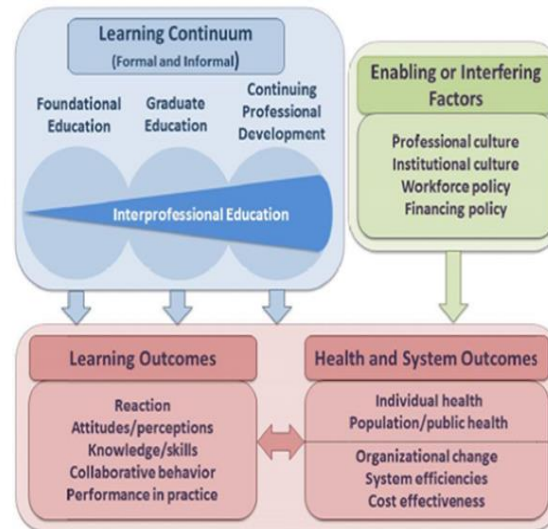 Learning Continuum
(Formal and Informal)
Foundational
Education
Graduate
Education
Continuing
Professional
Development
Interprofessional Education
Enabling or Interfering
Factors
Professional culture
Institutional culture
Workforce policy
Financing policy
Learning Outcomes
Reaction
Attitudes/perceptions
Knowledge/skills
Collaborative behavior
Performance in practice
Health and System Outcomes
Individual health
Population/public health
Organizational change
System efficiencies
Cost effectiveness